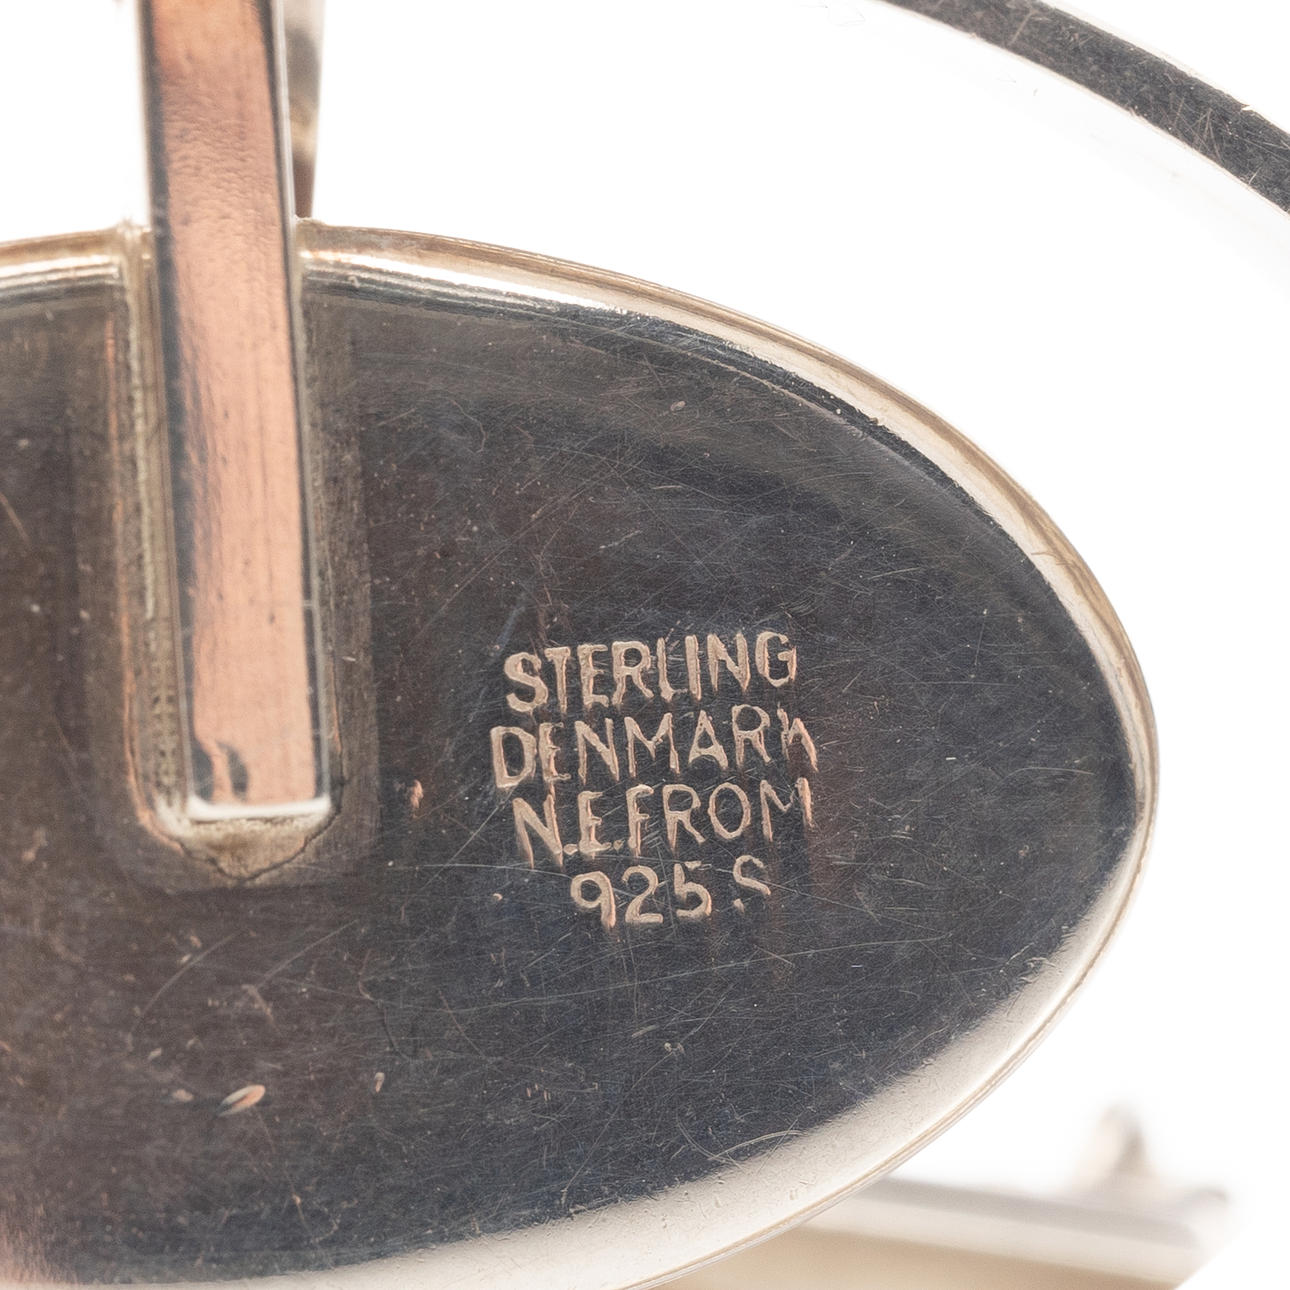 STERLING
DENMARK
N.E.FROM
925.S